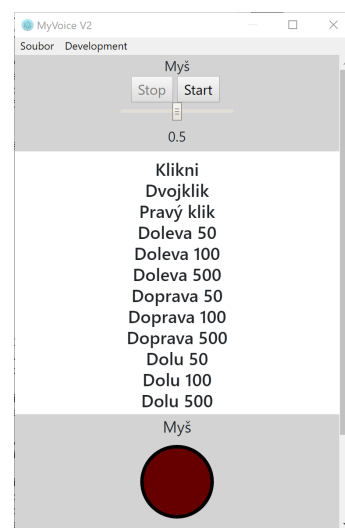 MyVoice V2
Soubor Development
Myš
Stop Start
0.5
Klikni
Dvojklik
Pravý klik
Doleva 50
Doleva 100
Doleva 500
Doprava 50
Doprava 100
Doprava 500
Dolu 50
Dolu 100
Dolu 500
Myš